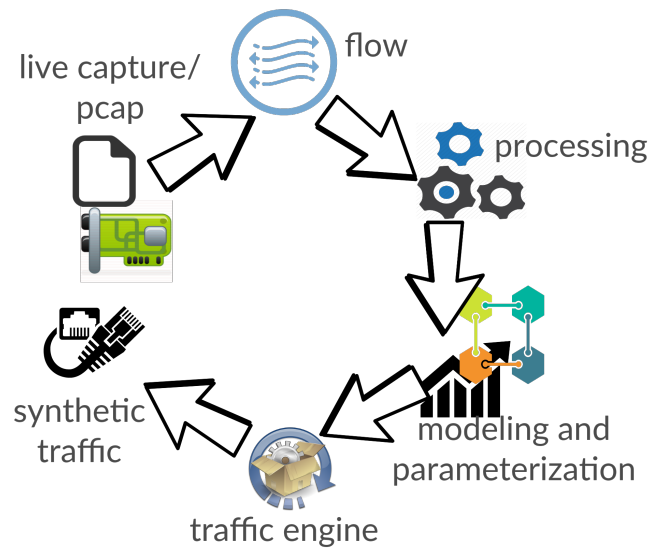 live capture/
pcap
flow
processing
modeling and
parameterization
traffic engine
synthetic
traffic